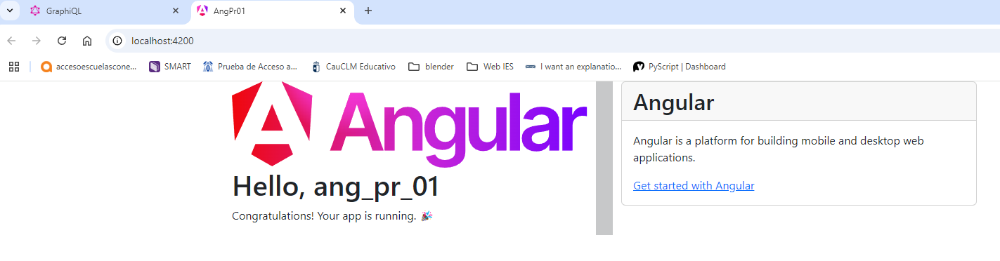 GraphiQL
AngPr01
localhost:4200
accesoescuelascone...
SMART
Prueba de Acceso a...
CauCLM Educativo
blender
Web IES
I want an explanatio...
PyScript | Dashboard
Angular
Hello, ang_pr_01
Congratulations! Your app is running. 🎉
Angular
Angular is a platform for building mobile and desktop web
applications.
Get started with Angular